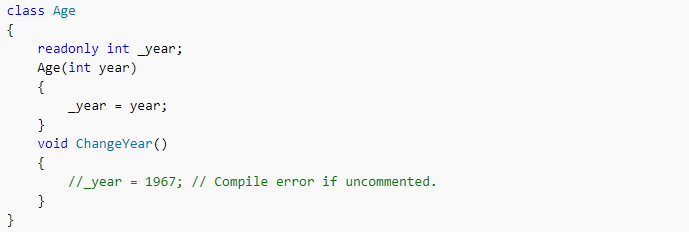 class Age
{
    readonly int _year;
    Age(int year)
    {
        _year = year;
    }
    void ChangeYear()
    {
        //_year = 1967; // Compile error if uncommented.
    }
}